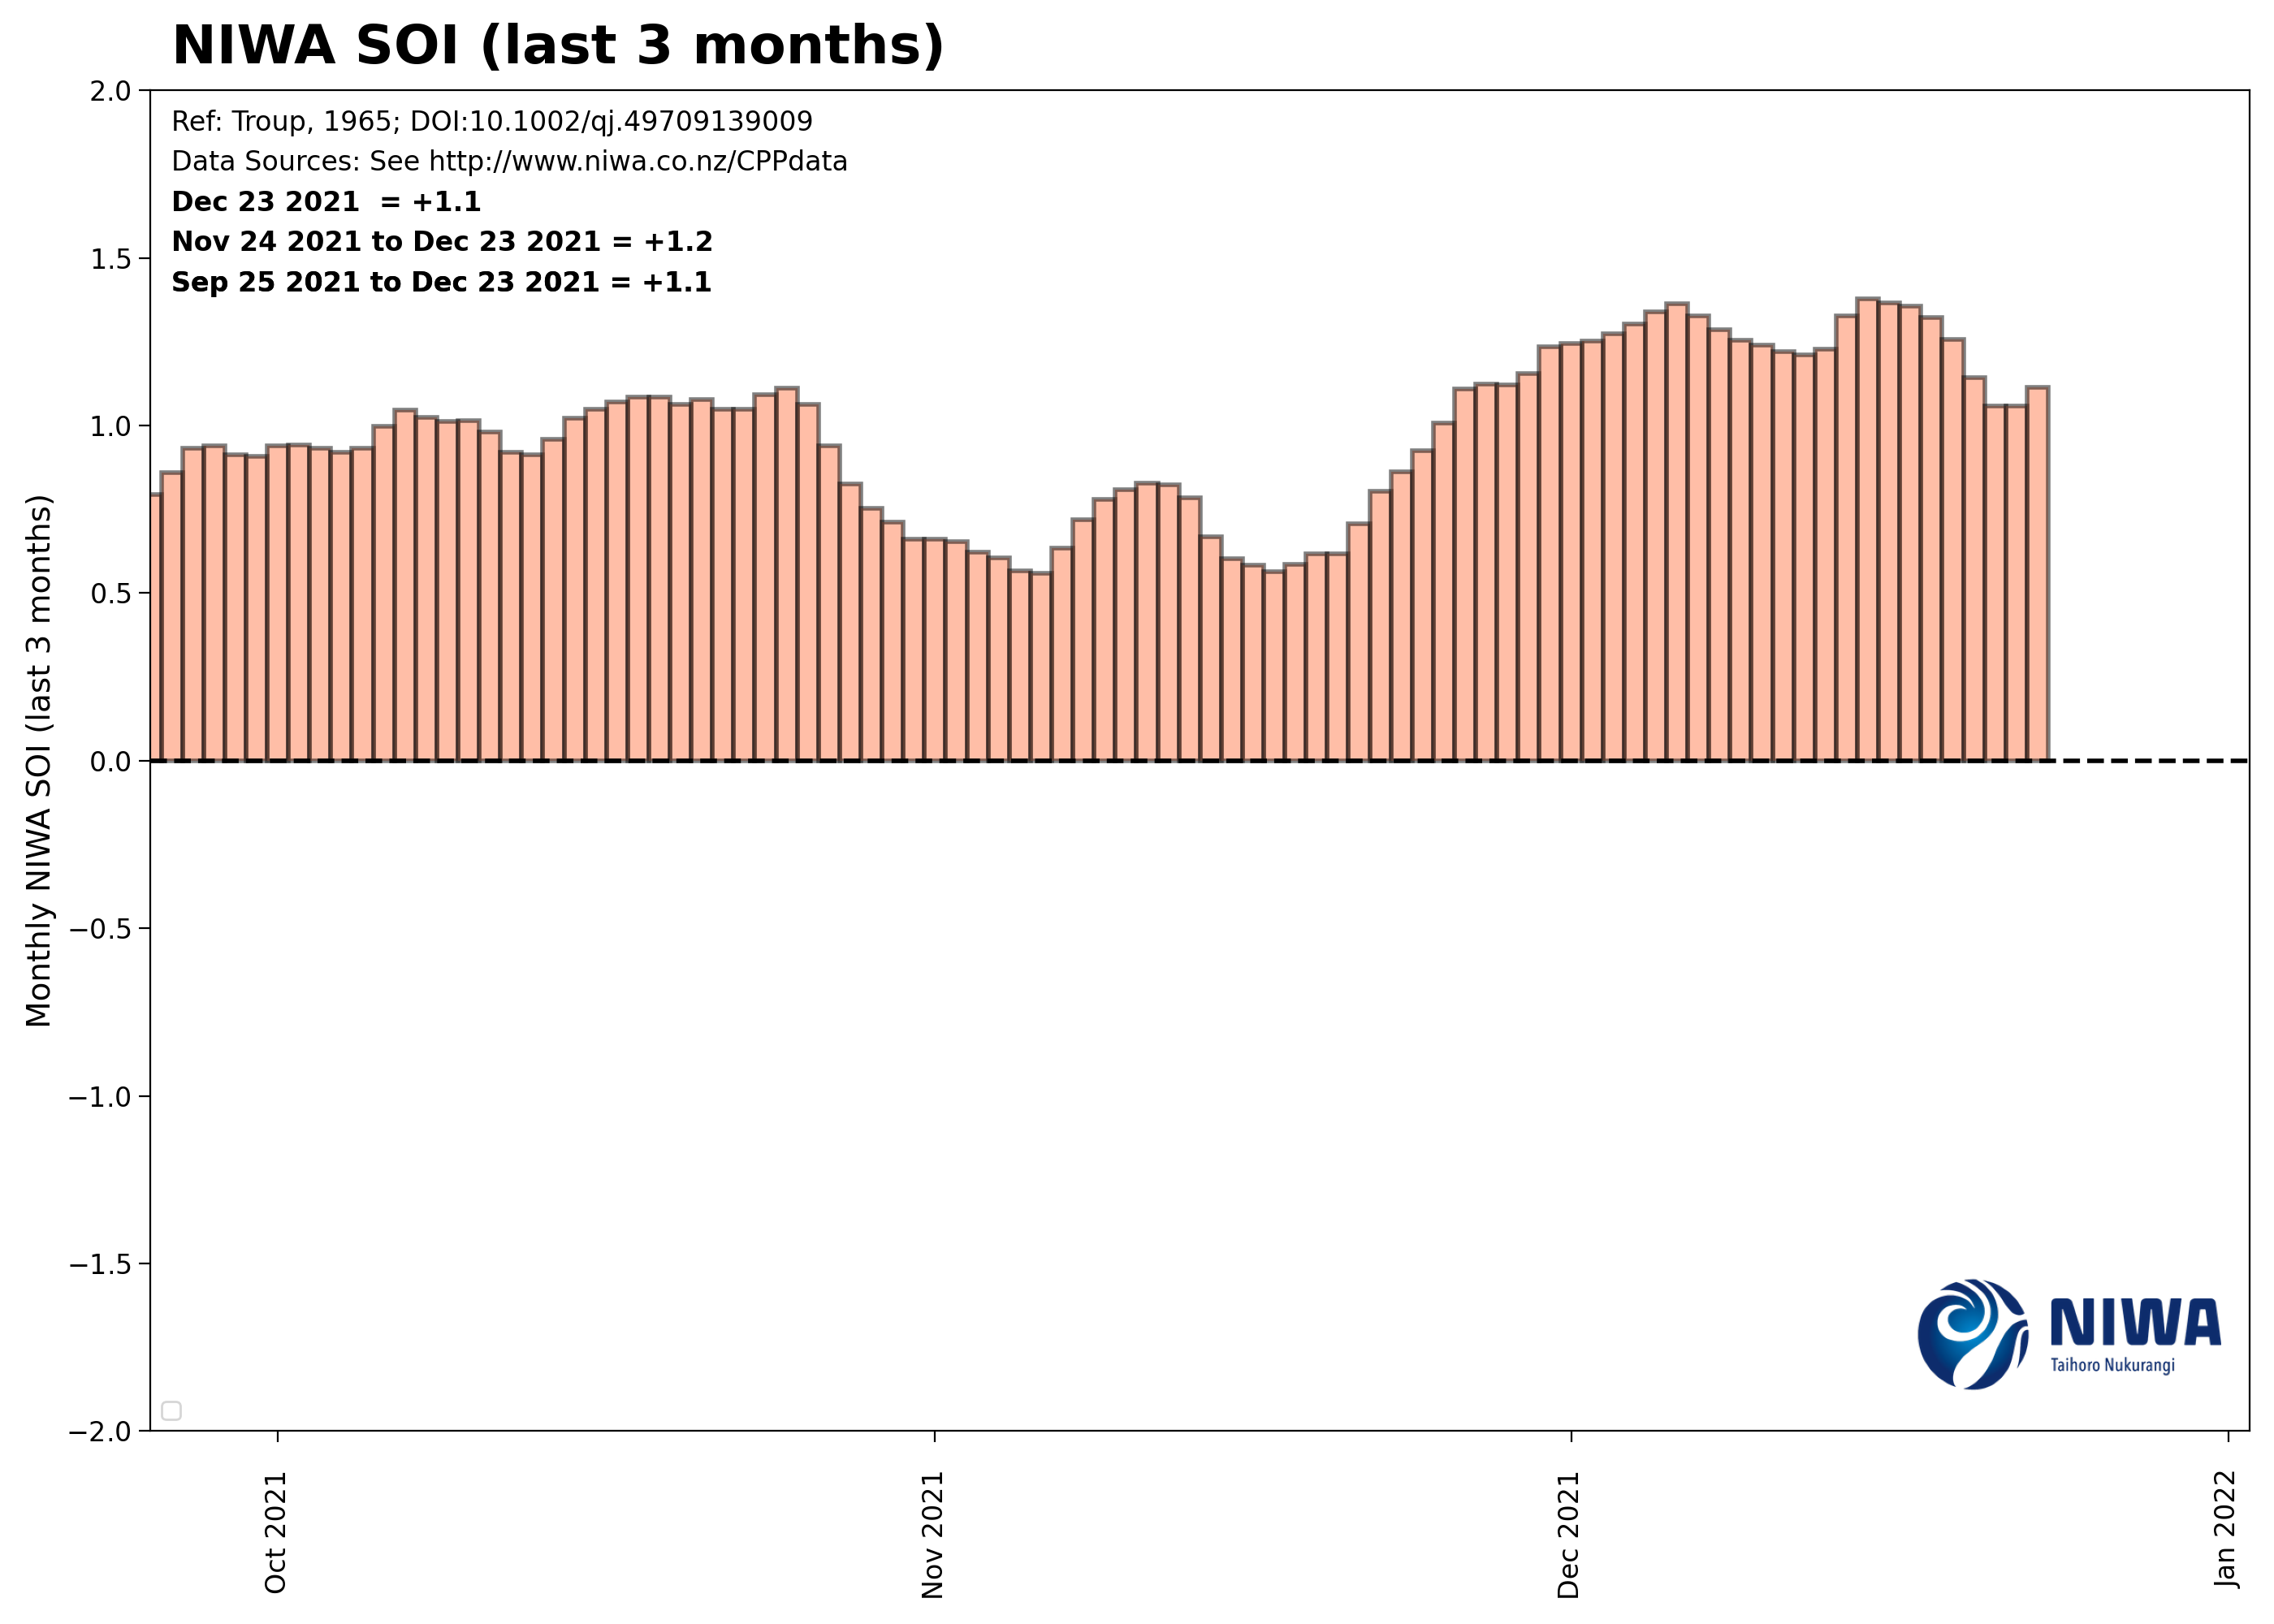 NIWA SOI (last 3 months)
Ref: Troup, 1965; DOI:10.1002/qj.49709139009
Data Sources: See http://www.niwa.co.nz/CPPdata
Dec 23 2021  = +1.1
Nov 24 2021 to Dec 23 2021 = +1.2
Sep 25 2021 to Dec 23 2021 = +1.1
Monthly NIWA SOI (last 3 months)
2.0
1.5
1.0
0.5
0.0
−0.5
−1.0
−1.5
−2.0
NIWA
Taihoro Nukurangi
Oct 2021
Nov 2021
Dec 2021
Jan 2022